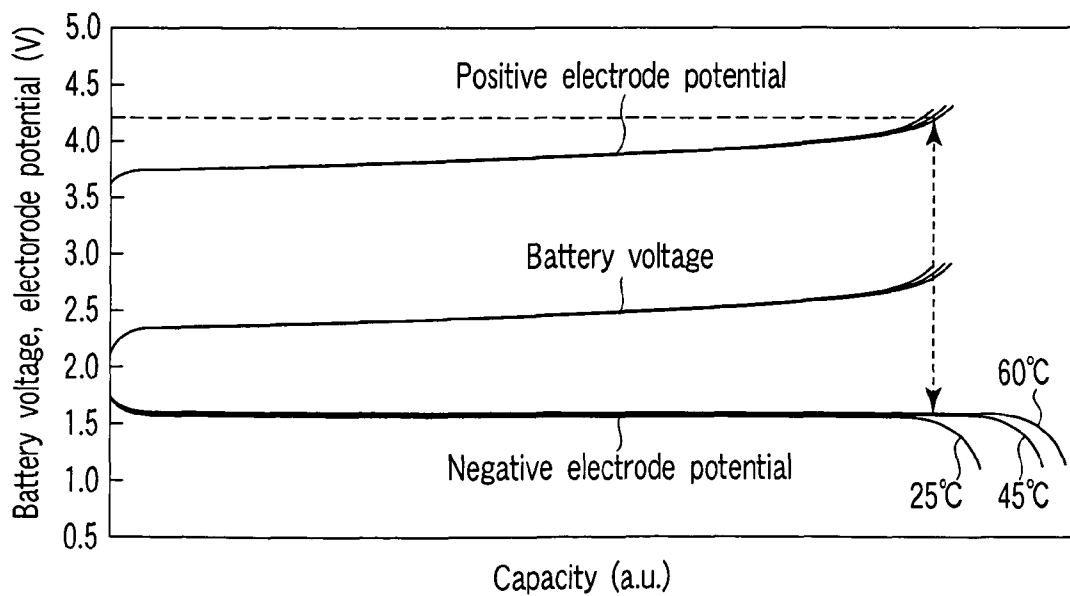 Battery voltage, electorode potential (V)
5.0
4.5
4.0
3.5
3.0
2.5
2.0
1.5
1.0
0.5
Positive electrode potential
Battery voltage
Negative electrode potential
60℃
25℃
45℃
Capacity (a.u.)